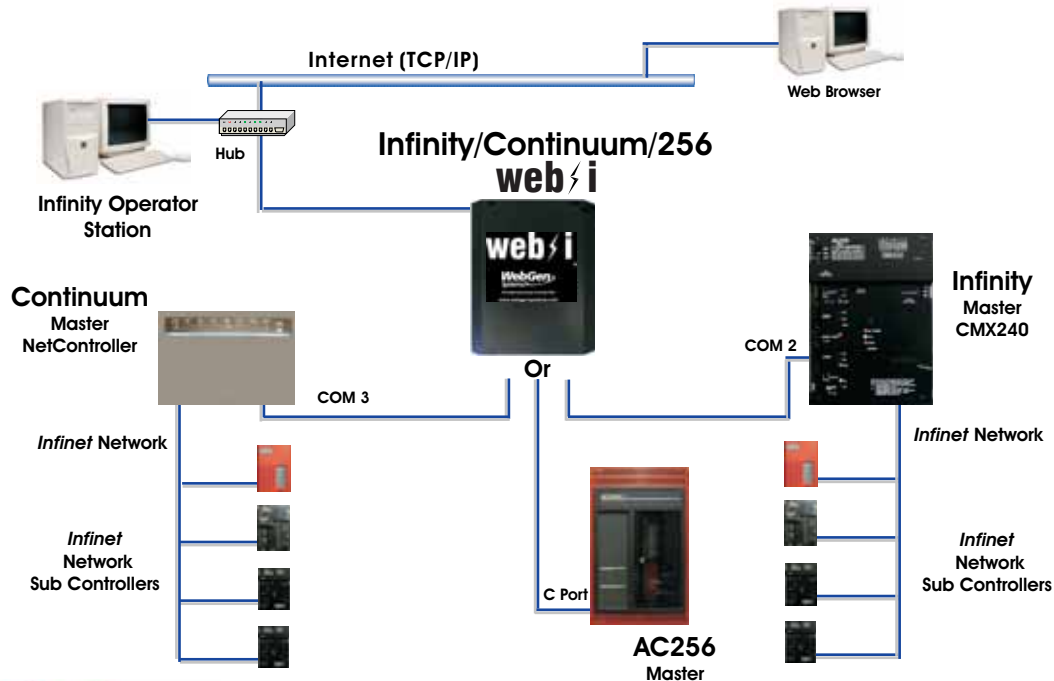 Internet (TCP/IP)
Web Browser
Hub
Infinity/Continuum/256
web i
Infinity Operator
Station
web i
WebGen
Continuum
Master
NetController
Infinity
Master
CMX240
Or
COM 2
COM 3
Infinet Network
Infinet Network
Infinet
Network
Sub Controllers
Infinet
Network
Sub Controllers
C Port
AC256
Master